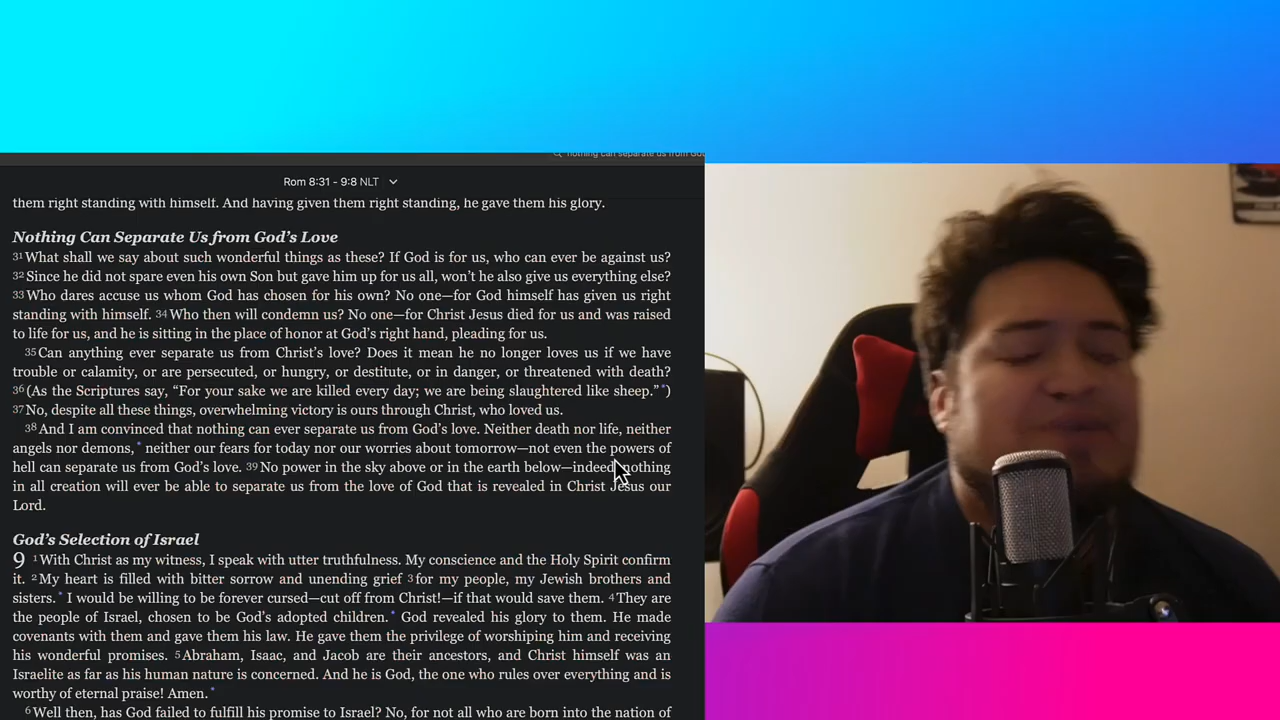 nothing can separate us from God
Rom 8:31 - 9:8 NLT
them right standing with himself. And having given them right standing, he gave them his glory.
Nothing Can Separate Us from God’s Love
31 What shall we say about such wonderful things as these? If God is for us, who can ever be against us?
32 Since he did not spare even his own Son but gave him up for us all, won’t he also give us everything else?
33 Who dares accuse us whom God has chosen for his own? No one—for God himself has given us right
standing with himself. 34 Who then will condemn us? No one—for Christ Jesus died for us and was raised
to life for us, and he is sitting in the place of honor at God’s right hand, pleading for us.
35 Can anything ever separate us from Christ’s love? Does it mean he no longer loves us if we have
trouble or calamity, or are persecuted, or hungry, or destitute, or in danger, or threatened with death?
36 (As the Scriptures say, “For your sake we are killed every day; we are being slaughtered like sheep.”*)
37 No, despite all these things, overwhelming victory is ours through Christ, who loved us.
38 And I am convinced that nothing can ever separate us from God’s love. Neither death nor life, neither
angels nor demons,* neither our fears for today nor our worries about tomorrow—not even the powers of
hell can separate us from God’s love. 39 No power in the sky above or in the earth below—indeed, nothing
in all creation will ever be able to separate us from the love of God that is revealed in Christ Jesus our
Lord.
God’s Selection of Israel
9 1 With Christ as my witness, I speak with utter truthfulness. My conscience and the Holy Spirit confirm
it. 2 My heart is filled with bitter sorrow and unending grief 3 for my people, my Jewish brothers and
sisters.* I would be willing to be forever cursed—cut off from Christ!—if that would save them. 4 They are
the people of Israel, chosen to be God’s adopted children.* God revealed his glory to them. He made
covenants with them and gave them his law. He gave them the privilege of worshiping him and receiving
his wonderful promises. 5 Abraham, Isaac, and Jacob are their ancestors, and Christ himself was an
Israelite as far as his human nature is concerned. And he is God, the one who rules over everything and is
worthy of eternal praise! Amen.*
6 Well then, has God failed to fulfill his promise to Israel? No, for not all who are born into the nation of